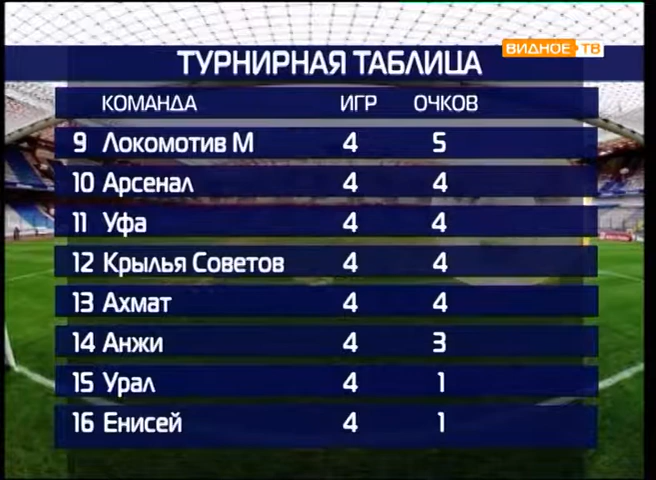 ТУРНИРНАЯ ТАБЛИЦА
ВИДНОЕ ТВ
КОМАНДА ИГР ОЧКОВ
9 Локомотив М 4 5
10 Арсенал 4 4
11 Уфа 4 4
12 Крылья Советов 4 4
13 Ахмат 4 4
14 Анжи 4 3
15 Урал 4 1
16 Енисей 4 1